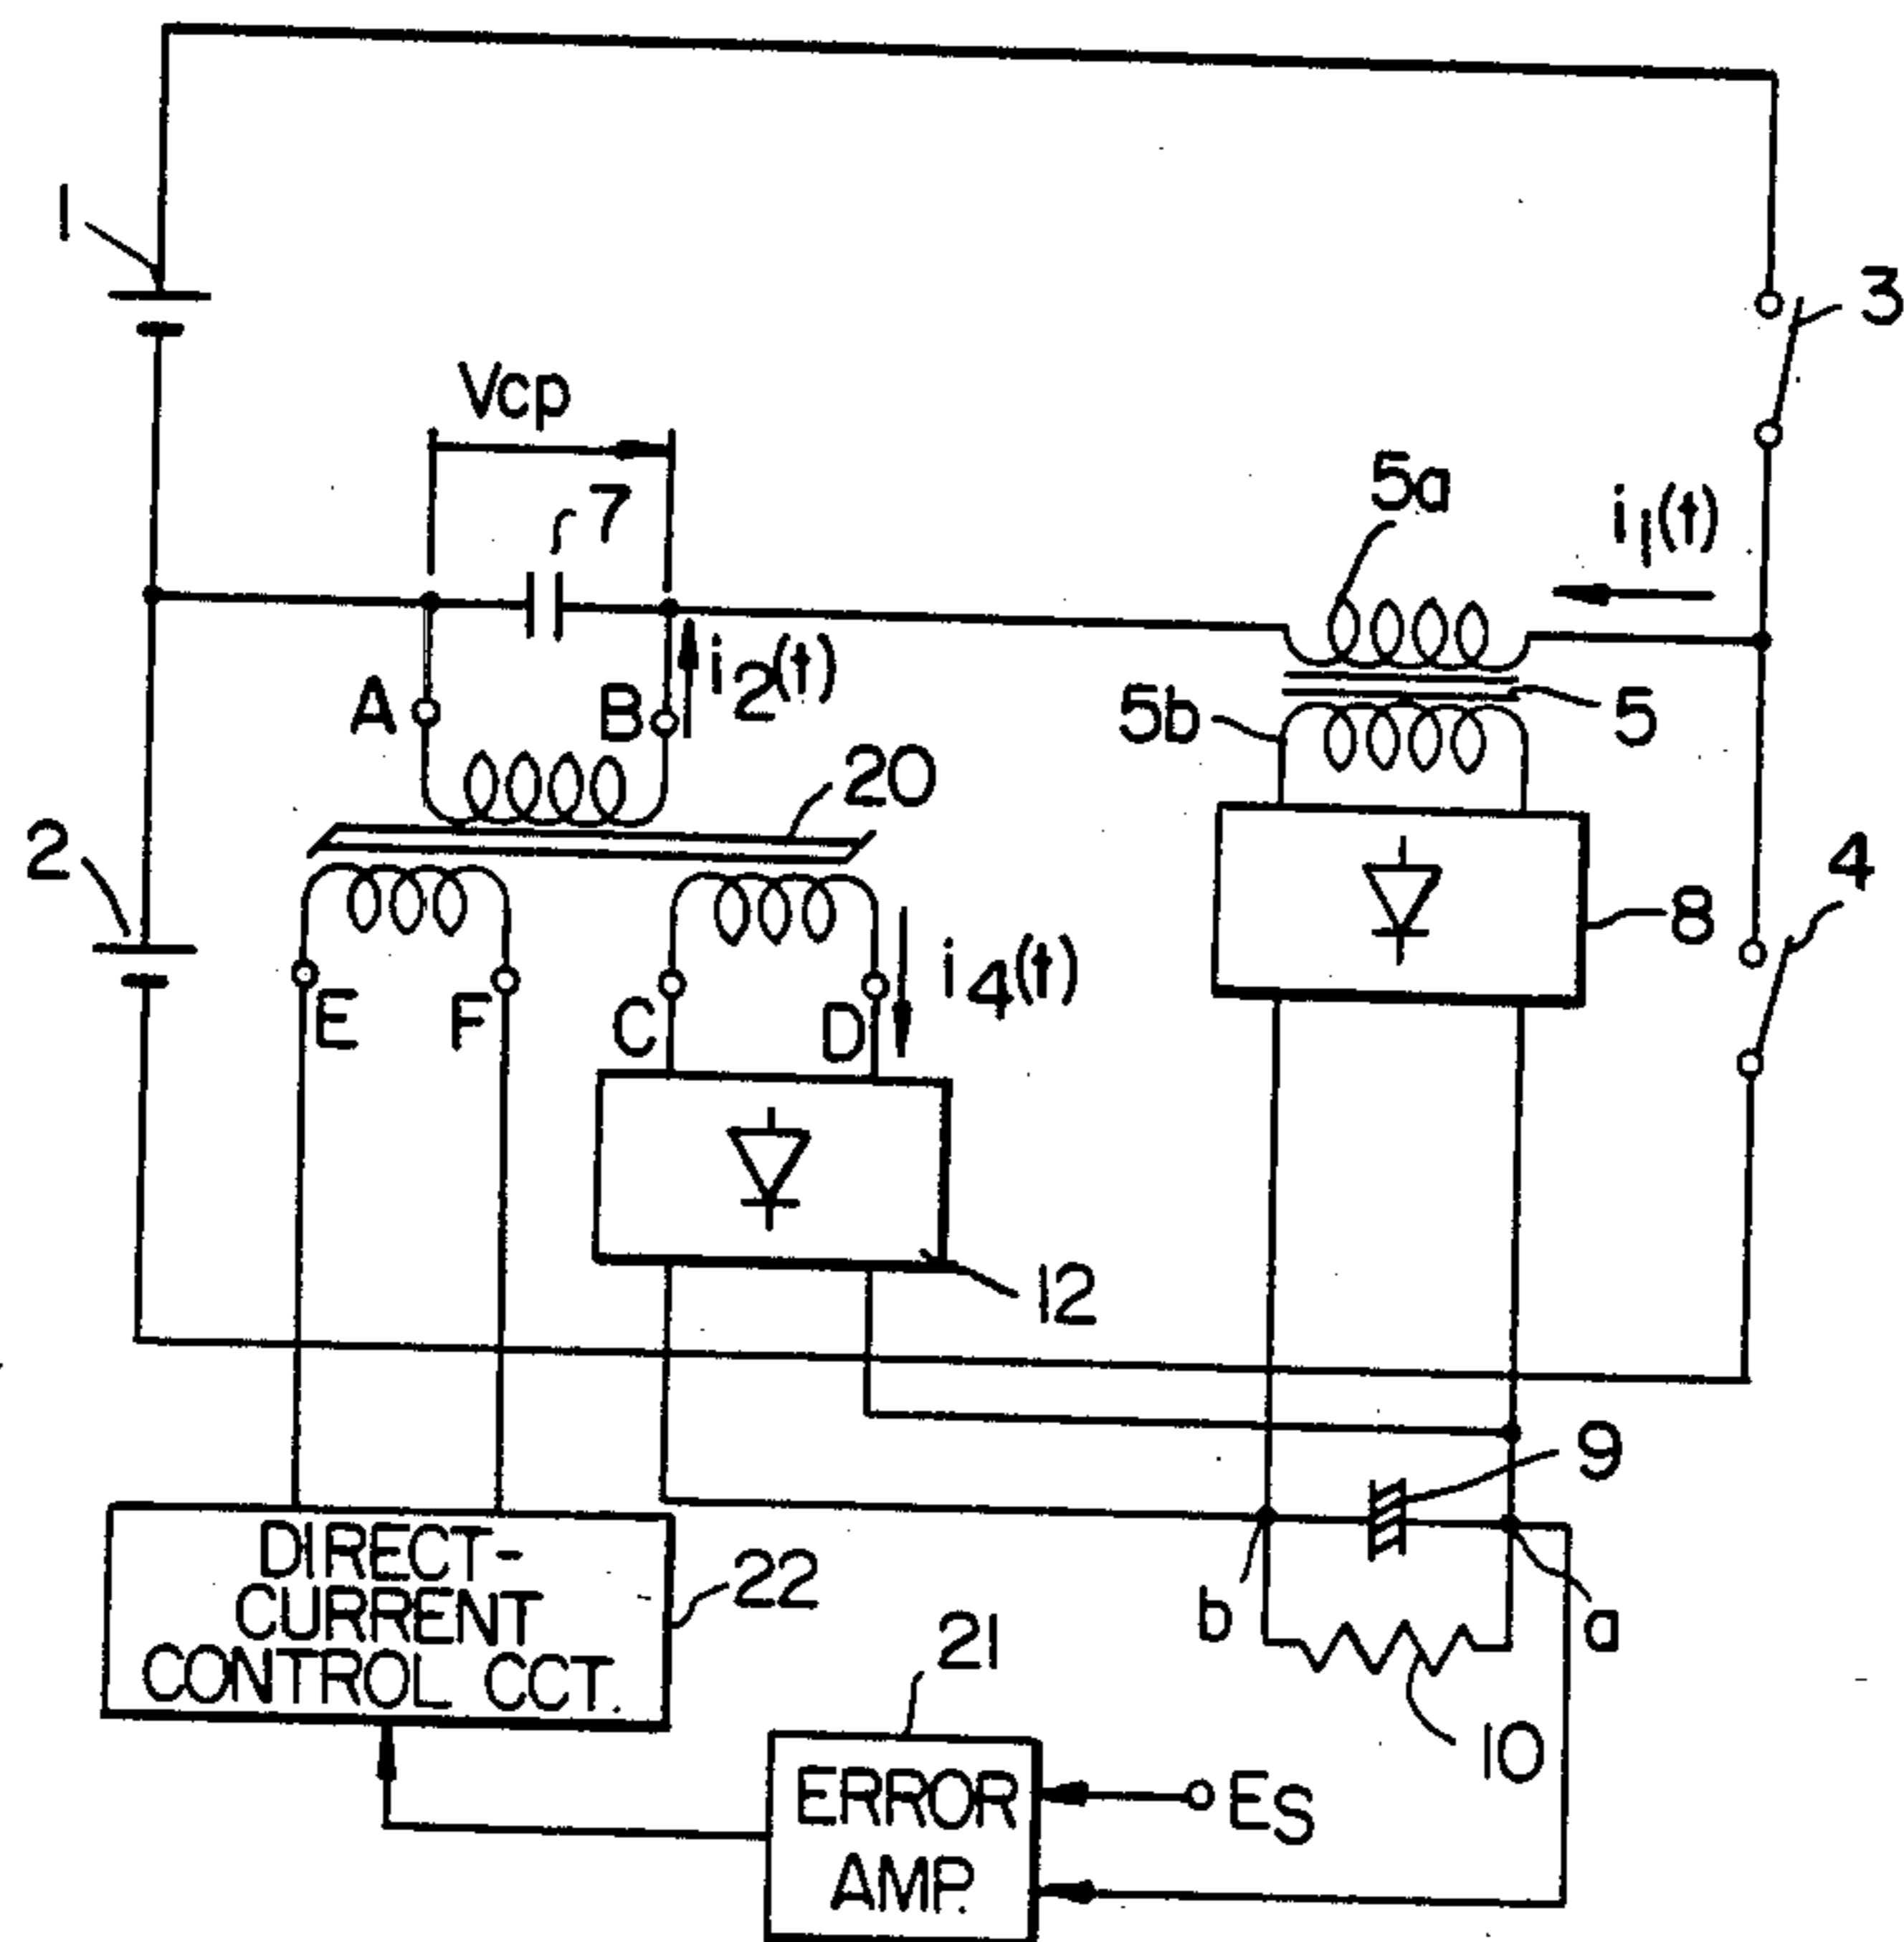 1
3
Vcp
7
5a
i1(t)
A
B
i2(t)
5b
5
20
2
4
8
E
F
C
D
i4(t)
12
9
DIRECT-
CURRENT
CONTROL CCT.
22
b
a
21
10
ERROR
AMP.
ES